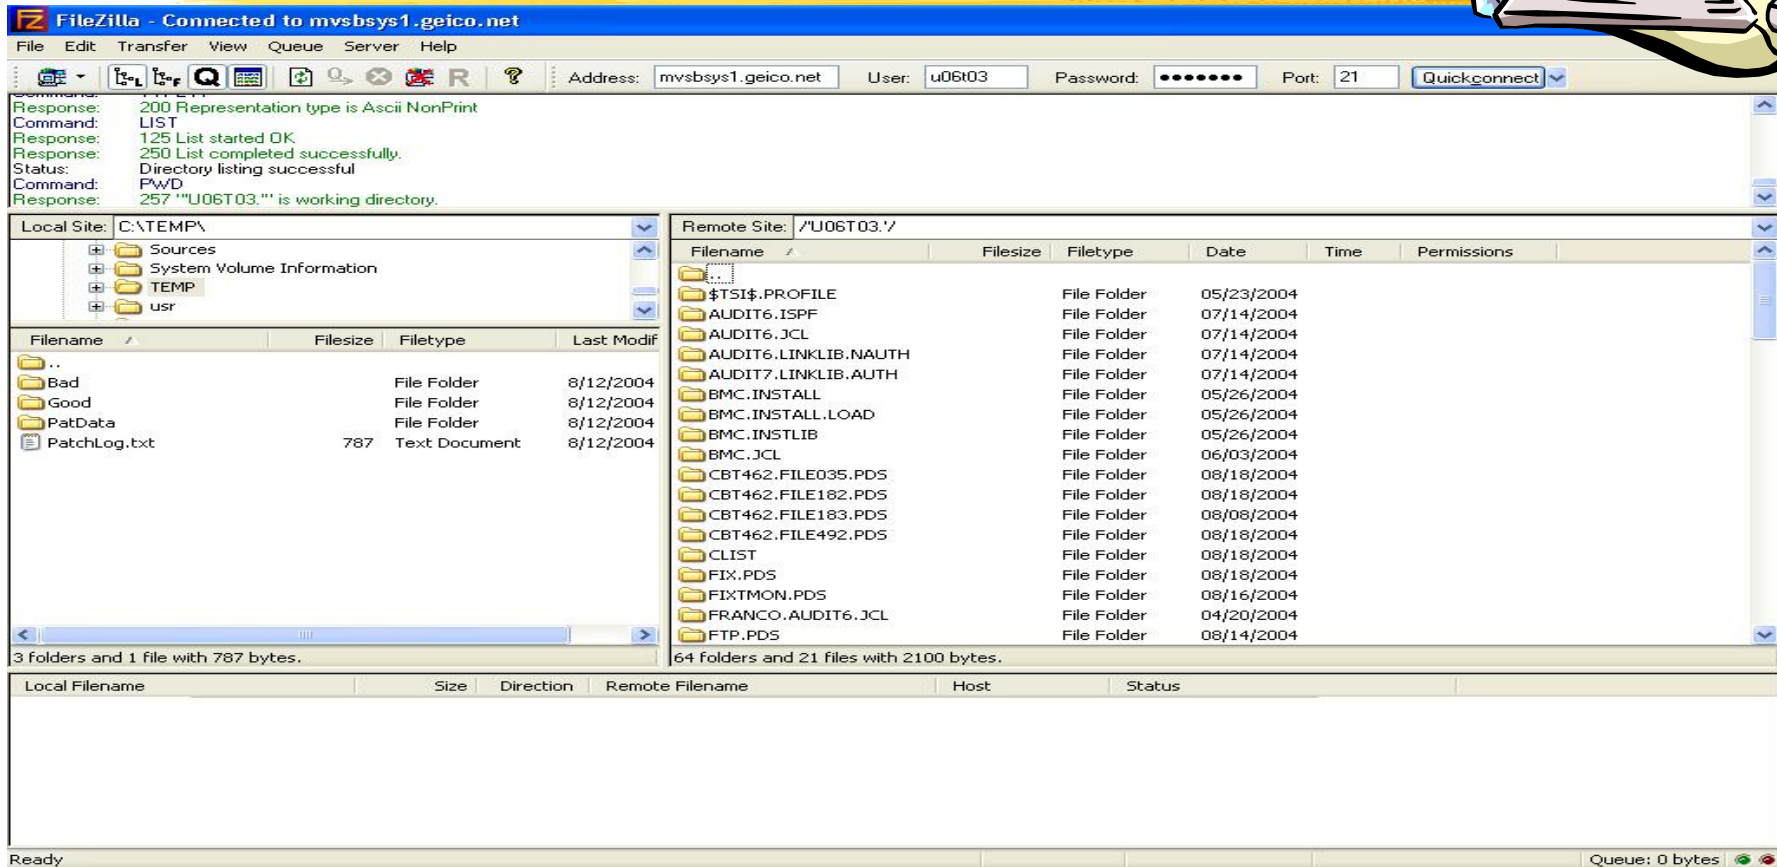 FileZilla - Connected to mvsbsys1.geico.net
File Edit Transfer View Queue Server Help
Address: mvsbsys1.geico.net User: u06t03 Password: ●●●●●●● Port: 21 Quickconnect
Response: 200 Representation type is Ascii NonPrint
Command: LIST
Response: 125 List started OK
Response: 250 List completed successfully.
Status: Directory listing successful
Command: PWD
Response: 257 "'U06T03.'" is working directory.
Local Site: C:\TEMP\
Sources
System Volume Information
TEMP
usr
Filename Filesize Filetype Last Modif
..
Bad File Folder 8/12/2004
Good File Folder 8/12/2004
PatData File Folder 8/12/2004
PatchLog.txt 787 Text Document 8/12/2004
3 folders and 1 file with 787 bytes.
Remote Site: /'U06T03.'/
Filename Filesize Filetype Date Time Permissions
..
$TSI$.PROFILE File Folder 05/23/2004
AUDIT6.ISPF File Folder 07/14/2004
AUDIT6.JCL File Folder 07/14/2004
AUDIT6.LINKLIB.NAUTH File Folder 07/14/2004
AUDIT7.LINKLIB.AUTH File Folder 07/14/2004
BMC.INSTALL File Folder 05/26/2004
BMC.INSTALL.LOAD File Folder 05/26/2004
BMC.INSTLIB File Folder 05/26/2004
BMC.JCL File Folder 06/03/2004
CBT462.FILE035.PDS File Folder 08/18/2004
CBT462.FILE182.PDS File Folder 08/18/2004
CBT462.FILE183.PDS File Folder 08/08/2004
CBT462.FILE492.PDS File Folder 08/18/2004
CLIST File Folder 08/18/2004
FIX.PDS File Folder 08/18/2004
FIXTMON.PDS File Folder 08/16/2004
FRANCO.AUDIT6.JCL File Folder 04/20/2004
FTP.PDS File Folder 08/14/2004
64 folders and 21 files with 2100 bytes.
Local Filename Size Direction Remote Filename Host Status
Ready Queue: 0 bytes